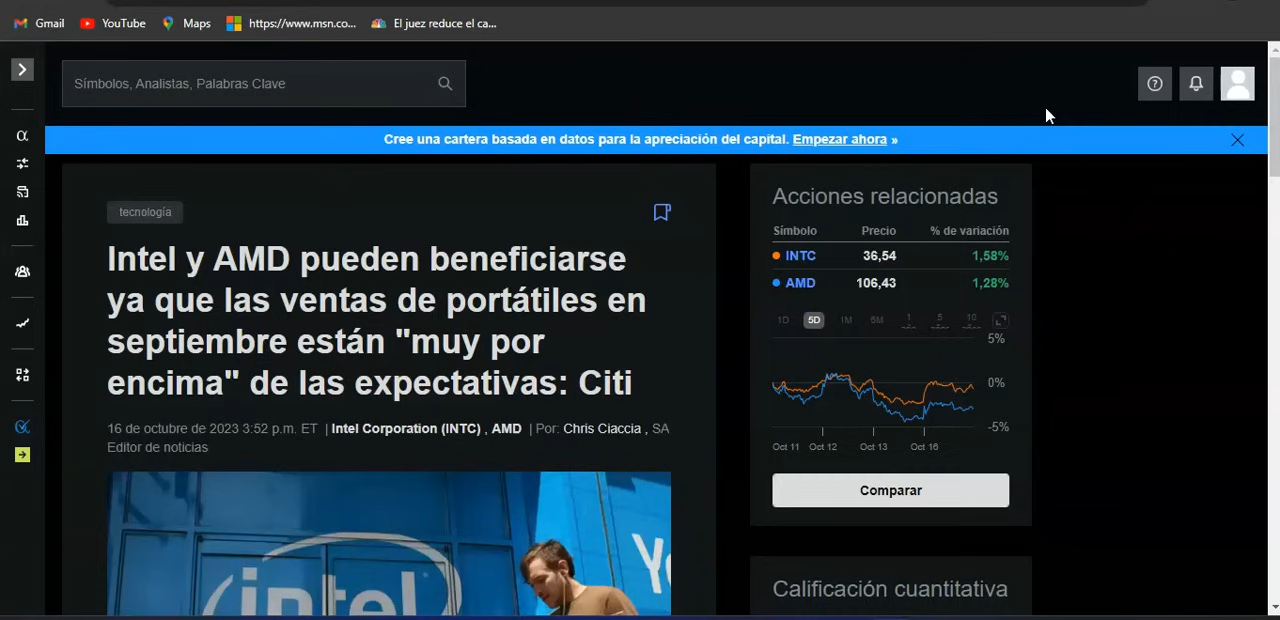 Gmail
YouTube
Maps
https://www.msn.co...
El juez reduce el ca...
Símbolos, Analistas, Palabras Clave
Cree una cartera basada en datos para la apreciación del capital. Empezar ahora »
tecnología
Intel y AMD pueden beneficiarse
ya que las ventas de portátiles en
septiembre están "muy por
encima" de las expectativas: Citi
16 de octubre de 2023 3:52 p.m. ET | Intel Corporation (INTC) , AMD | Por: Chris Ciaccia , SA
Editor de noticias
intel
Acciones relacionadas
Símbolo Precio % de variación
INTC 36,54 1,58%
AMD 106,43 1,28%
1D 5D 1M 6M 1 5 10
5%
0%
-5%
Oct 11 Oct 12 Oct 13 Oct 16
Comparar
Calificación cuantitativa